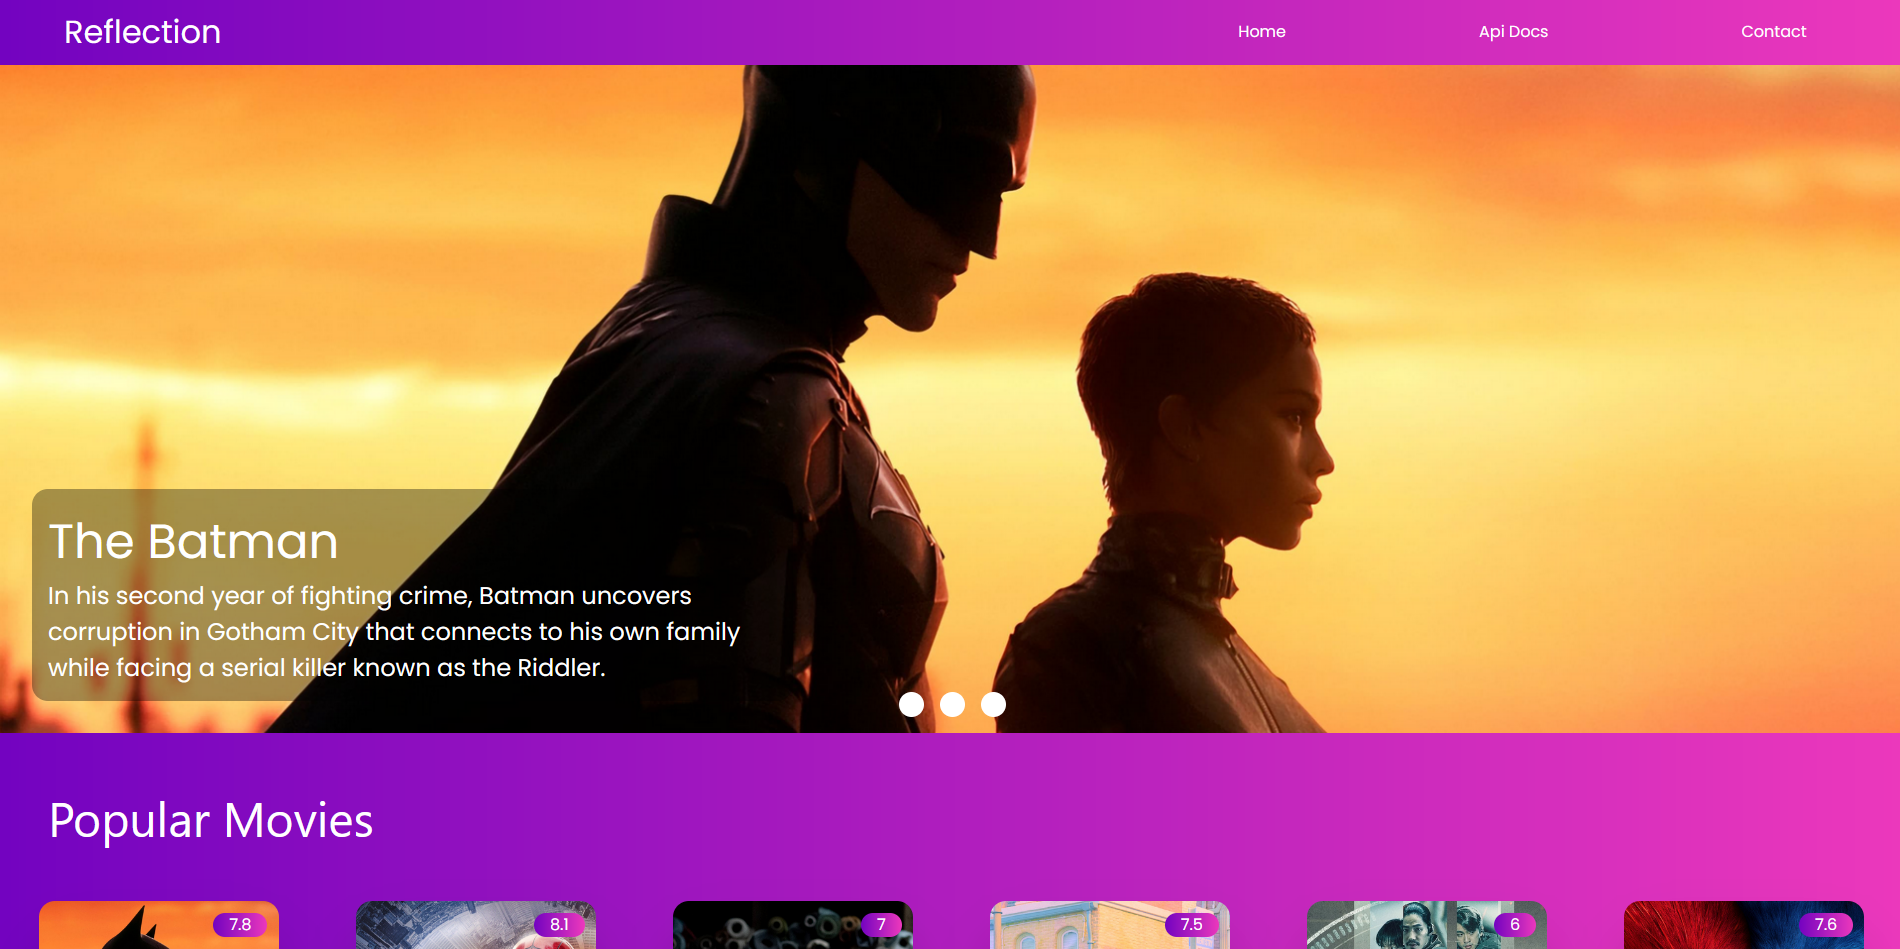 Reflection
Home
Api Docs
Contact
The Batman
In his second year of fighting crime, Batman uncovers
corruption in Gotham City that connects to his own family
while facing a serial killer known as the Riddler.
Popular Movies
7.8
8.1
7
7.5
6
7.6